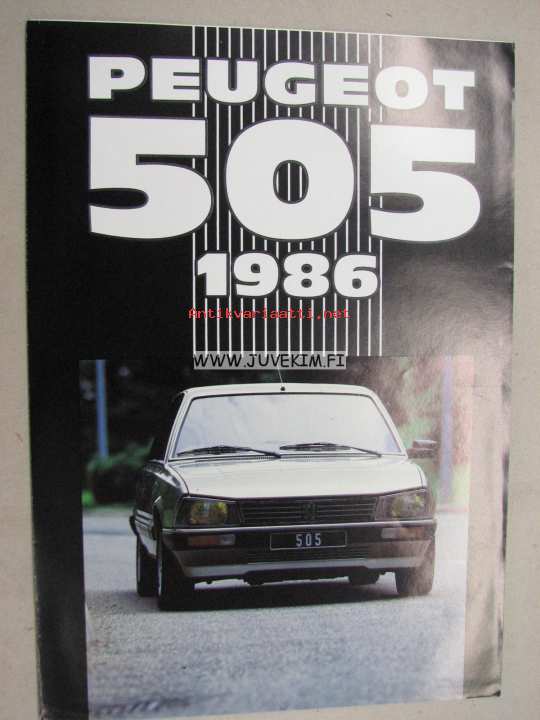 PEUGEOT
505
1986
Antikvariaatti.net
WWW.JUVEKIM.FI
505